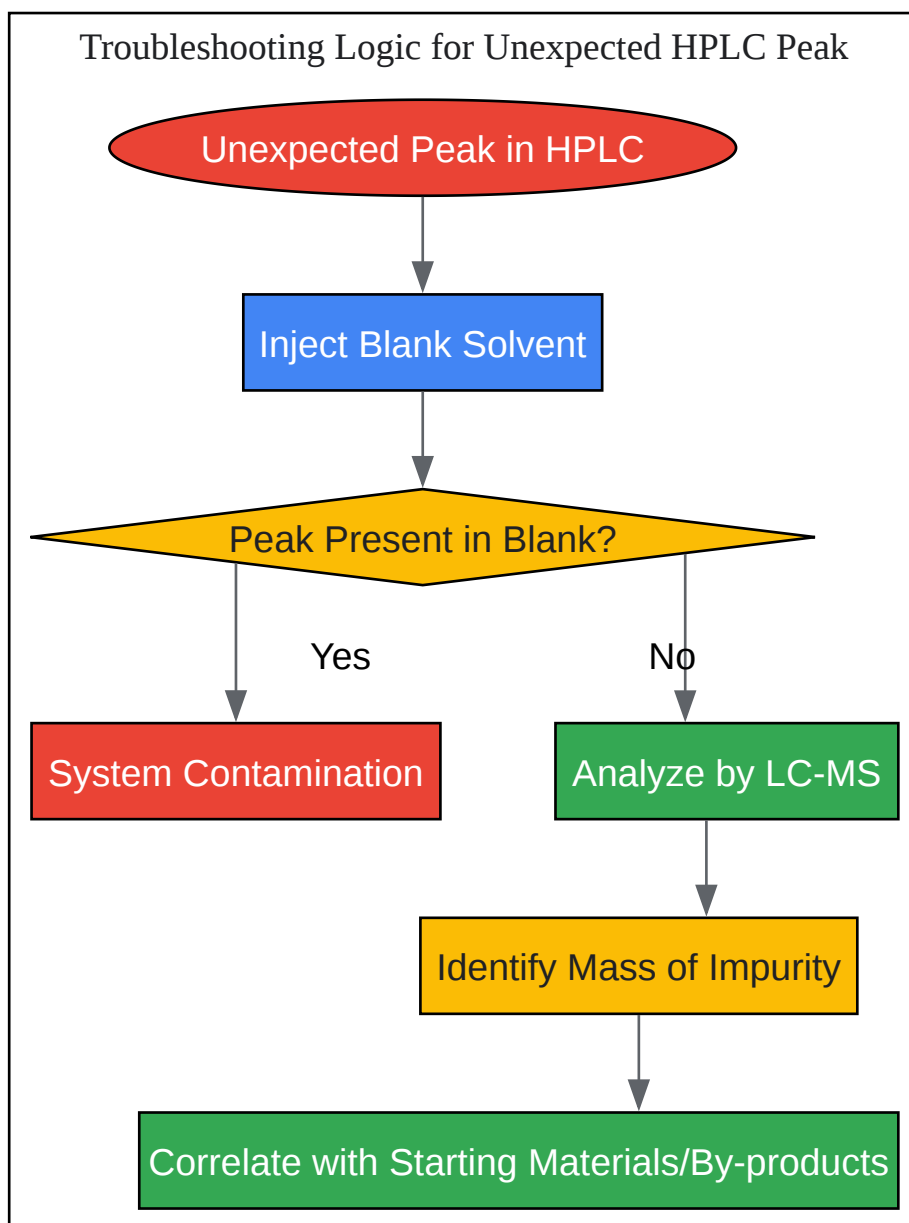 Troubleshooting Logic for Unexpected HPLC Peak
Unexpected Peak in HPLC
Inject Blank Solvent
Peak Present in Blank?
Yes
No
System Contamination
Analyze by LC-MS
Identify Mass of Impurity
Correlate with Starting Materials/By-products